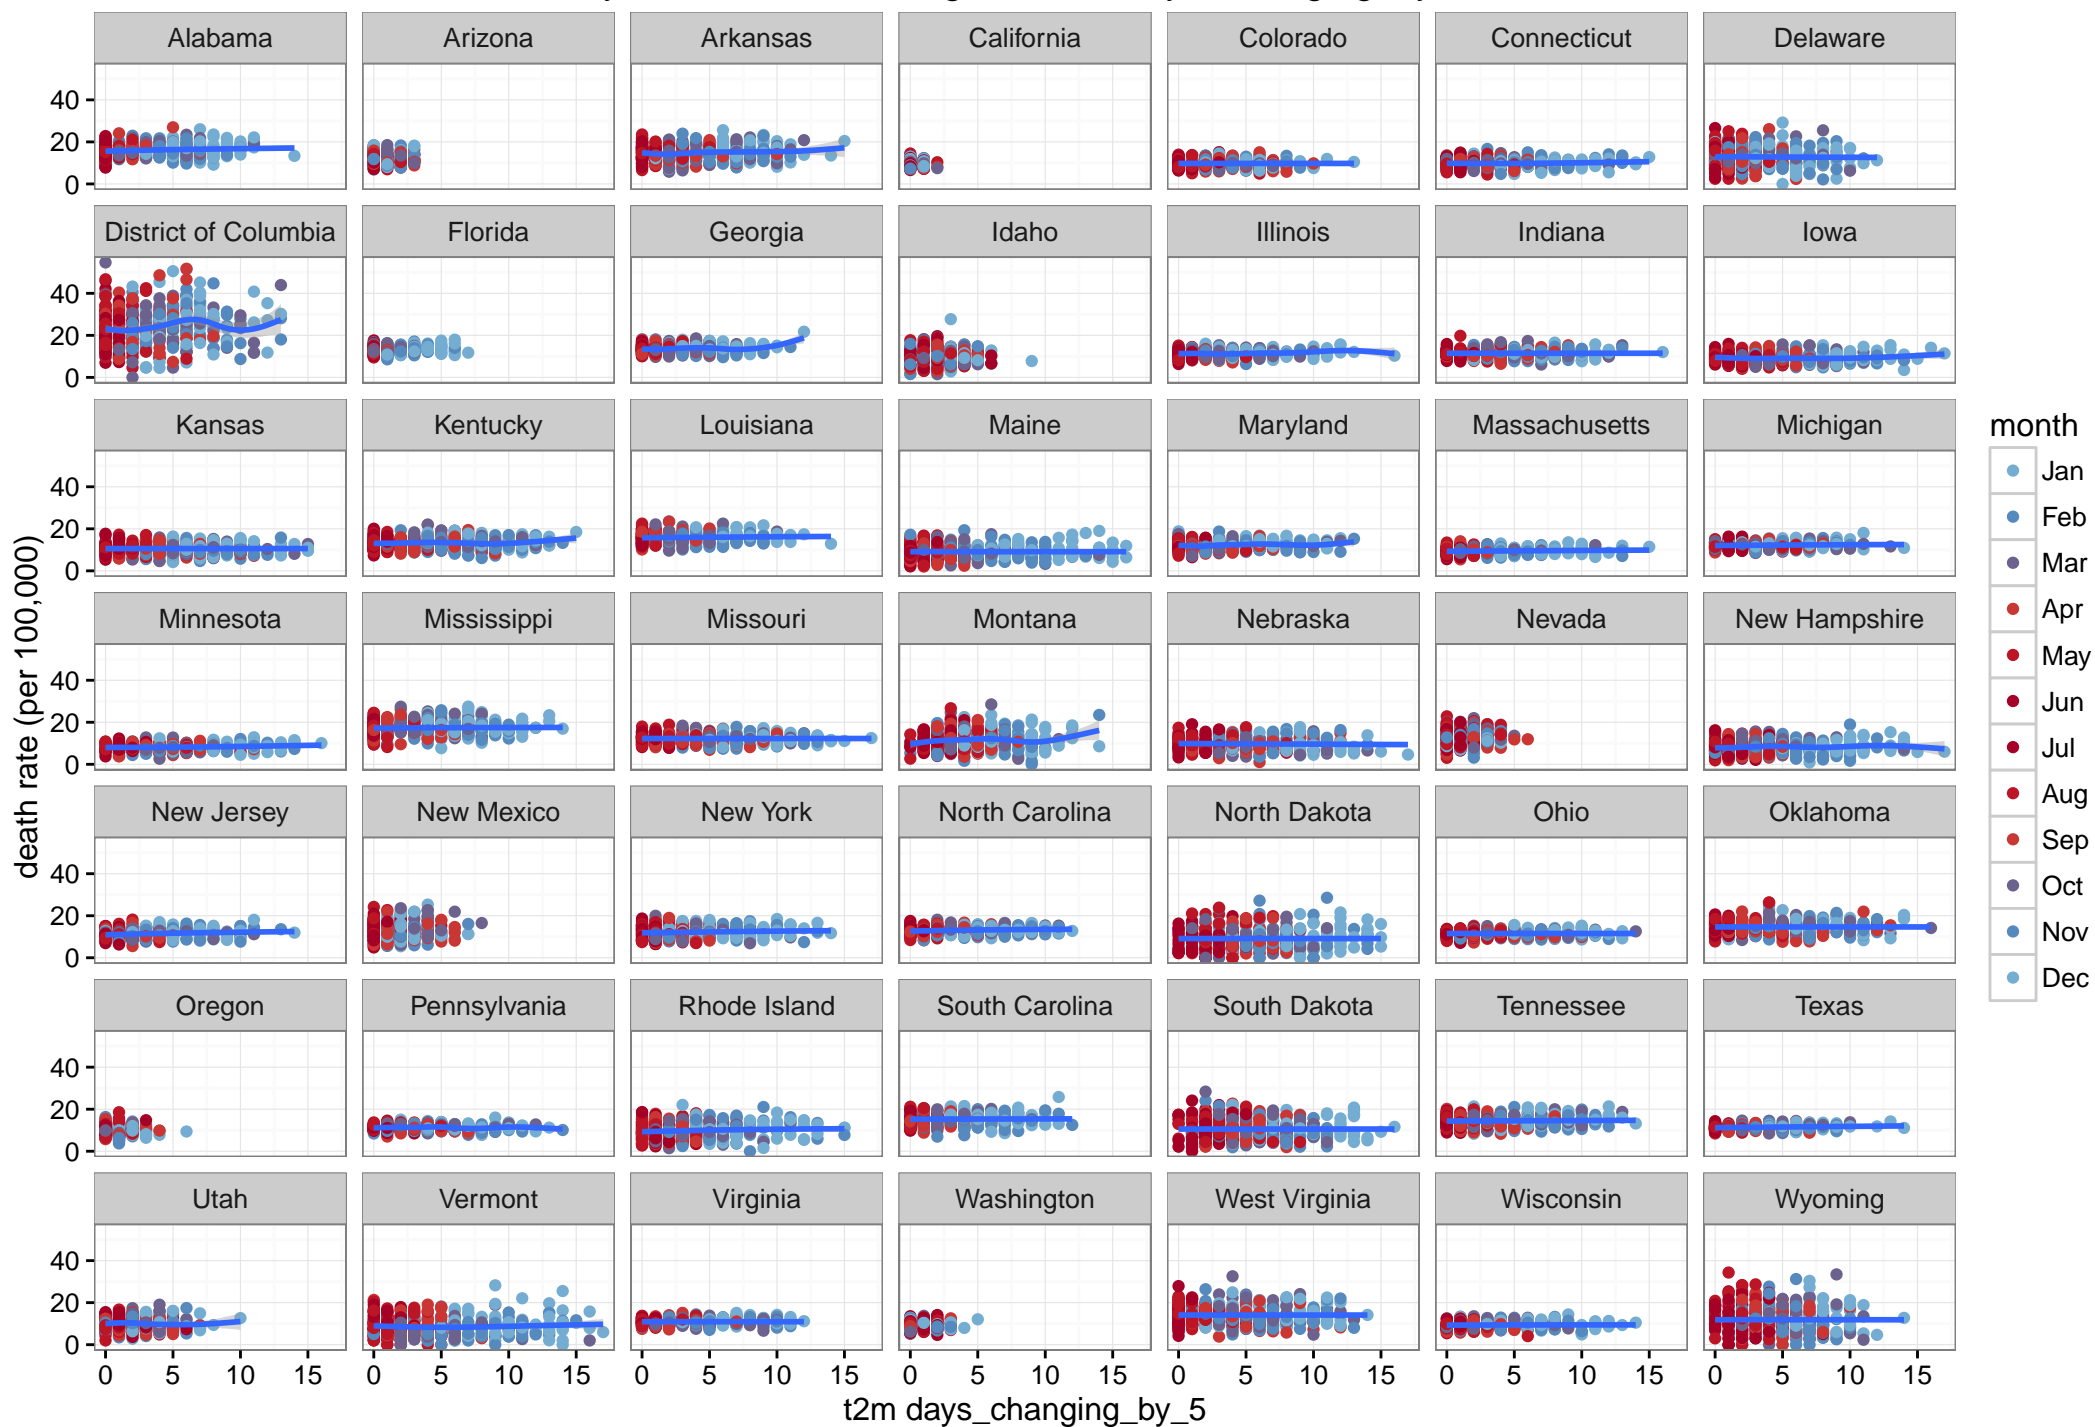 Alabama Arizona Arkansas California Colorado Connecticut Delaware
40
20
0
District of Columbia Florida Georgia Idaho Illinois Indiana Iowa
40
20
0
Kansas Kentucky Louisiana Maine Maryland Massachusetts Michigan
40
20
0
Minnesota Mississippi Missouri Montana Nebraska Nevada New Hampshire
40
20
0
New Jersey New Mexico New York North Carolina North Dakota Ohio Oklahoma
40
20
0
Oregon Pennsylvania Rhode Island South Carolina South Dakota Tennessee Texas
40
20
0
Utah Vermont Virginia Washington West Virginia Wisconsin Wyoming
40
20
0
0 5 10 15 0 5 10 15 0 5 10 15 0 5 10 15 0 5 10 15 0 5 10 15 0 5 10 15
t2m days_changing_by_5
death rate (per 100,000)
month
Jan
Feb
Mar
Apr
May
Jun
Jul
Aug
Sep
Oct
Nov
Dec